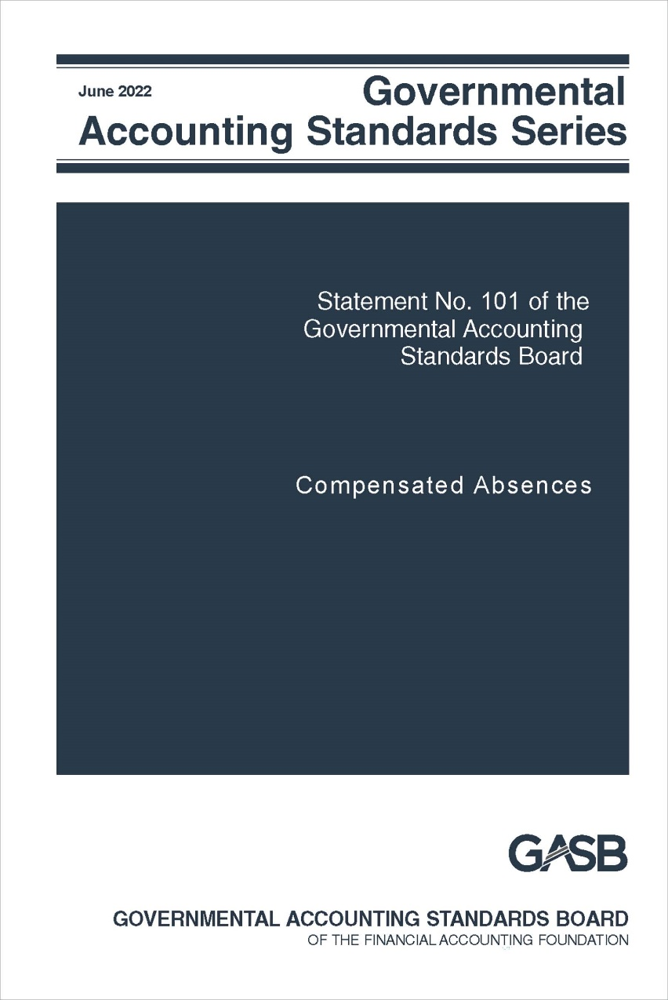 June 2022
Governmental
Accounting Standards Series
Statement No. 101 of the
Governmental Accounting
Standards Board
Compensated Absences
GASB
GOVERNMENTAL ACCOUNTING STANDARDS BOARD
OF THE FINANCIAL ACCOUNTING FOUNDATION